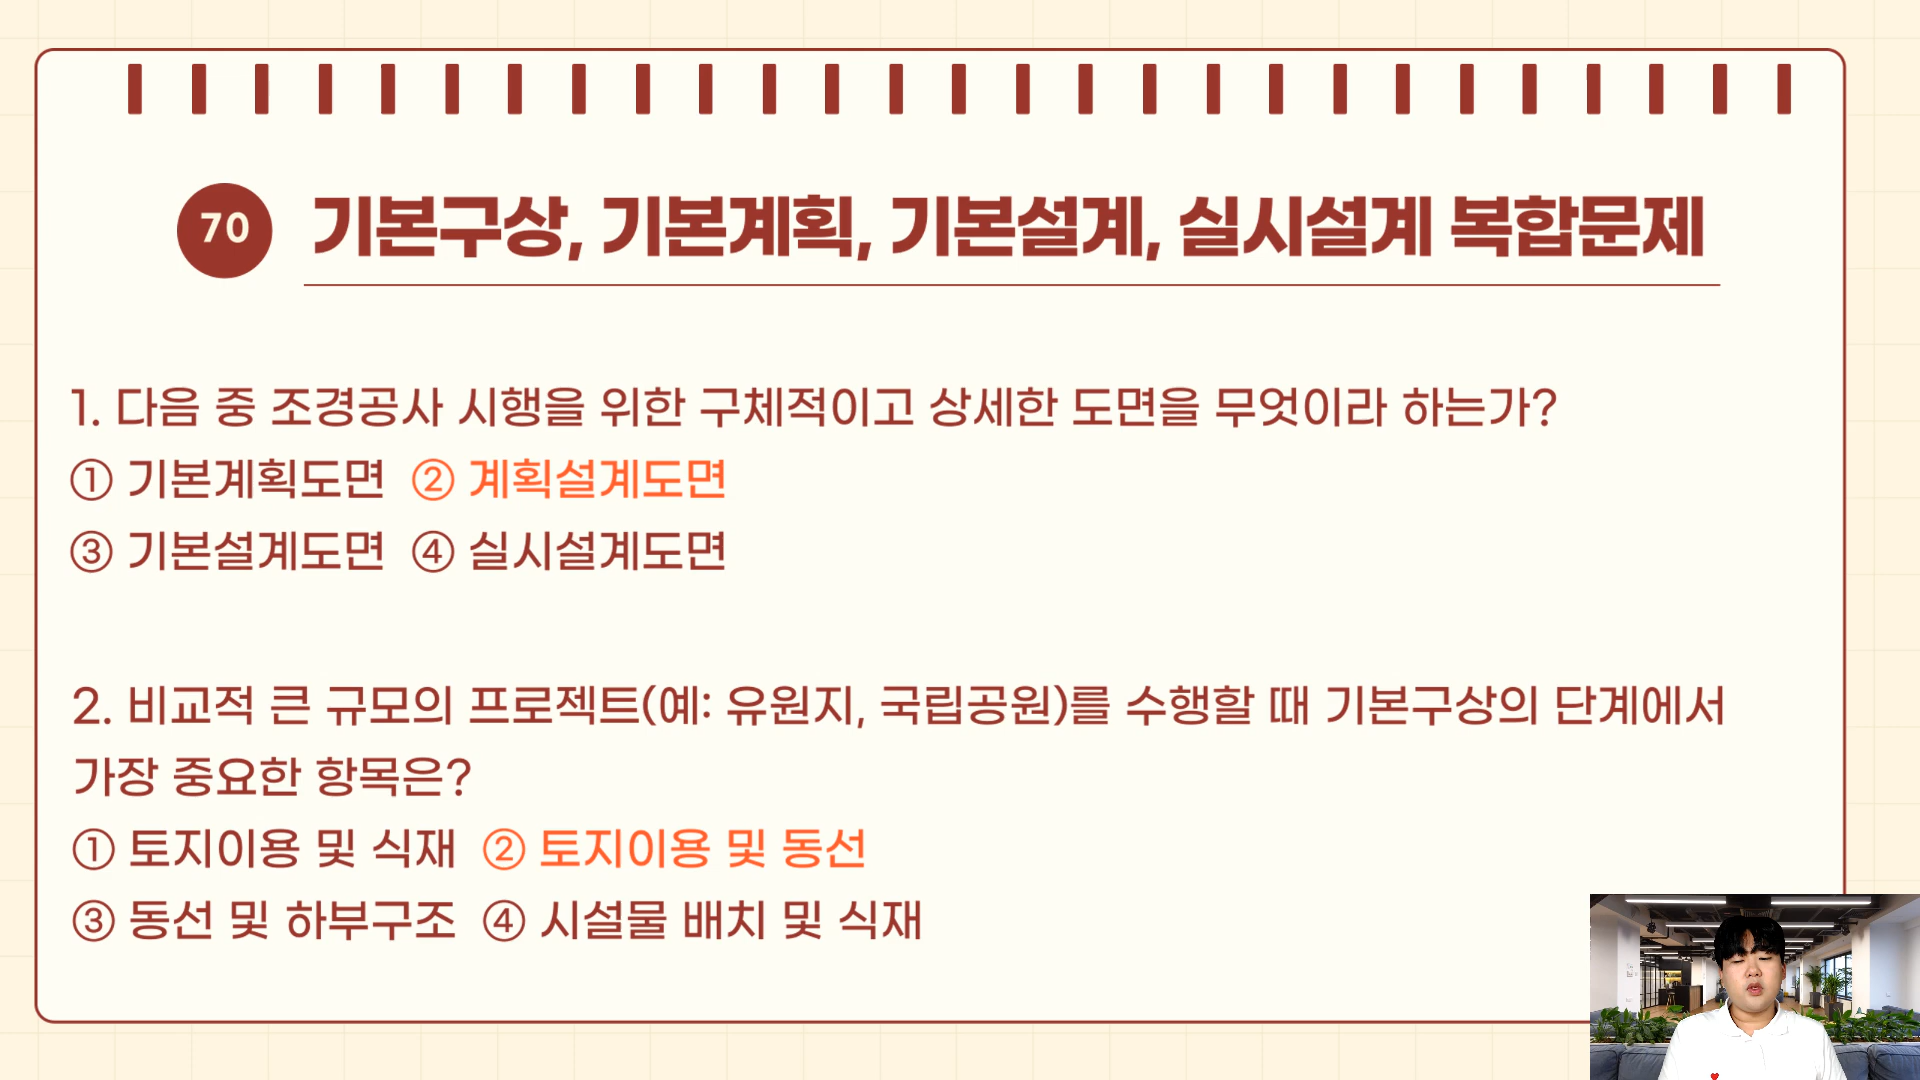 70 기본구상, 기본계획, 기본설계, 실시설계 복합문제
1. 다음 중 조경공사 시행을 위한 구체적이고 상세한 도면을 무엇이라 하는가?
① 기본계획도면 ② 계획설계도면
③ 기본설계도면 ④ 실시설계도면
2. 비교적 큰 규모의 프로젝트(예: 유원지, 국립공원)를 수행할 때 기본구상의 단계에서
가장 중요한 항목은?
① 토지이용 및 식재 ② 토지이용 및 동선
③ 동선 및 하부구조 ④ 시설물 배치 및 식재